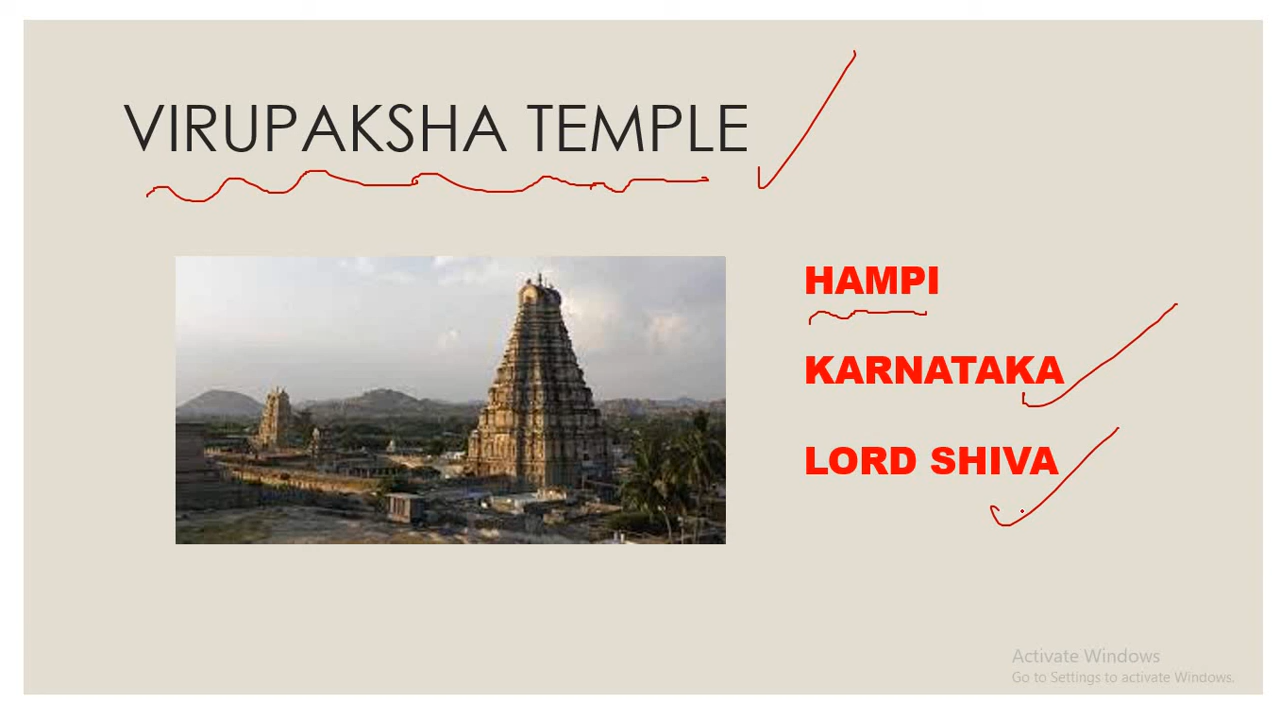 VIRUPAKSHA TEMPLE
HAMPI
KARNATAKA
LORD SHIVA
Activate Windows
Go to Settings to activate Windows.